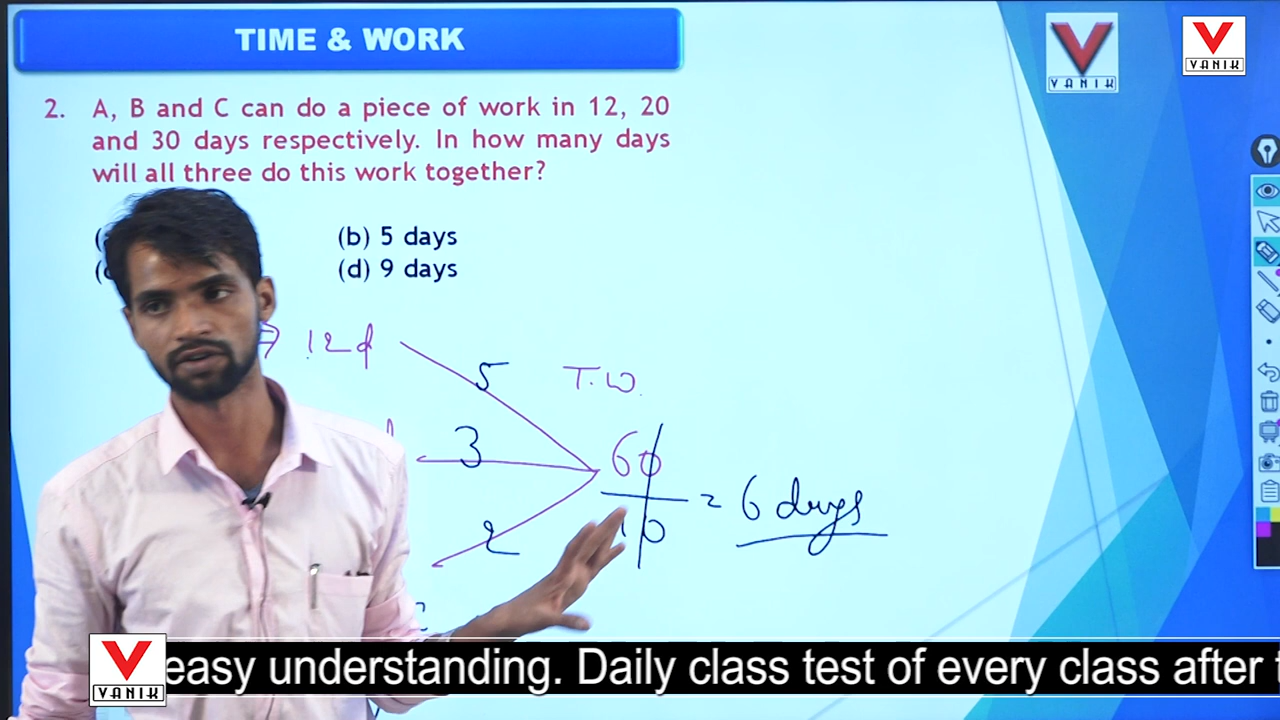 TIME & WORK
VANIK
VANIK
2. A, B and C can do a piece of work in 12, 20
and 30 days respectively. In how many days
will all three do this work together?
(b) 5 days
(d) 9 days
⇒ 12d
5
T.W.
3
60
10
= 6 days
2
easy understanding. Daily class test of every class after
VANIK